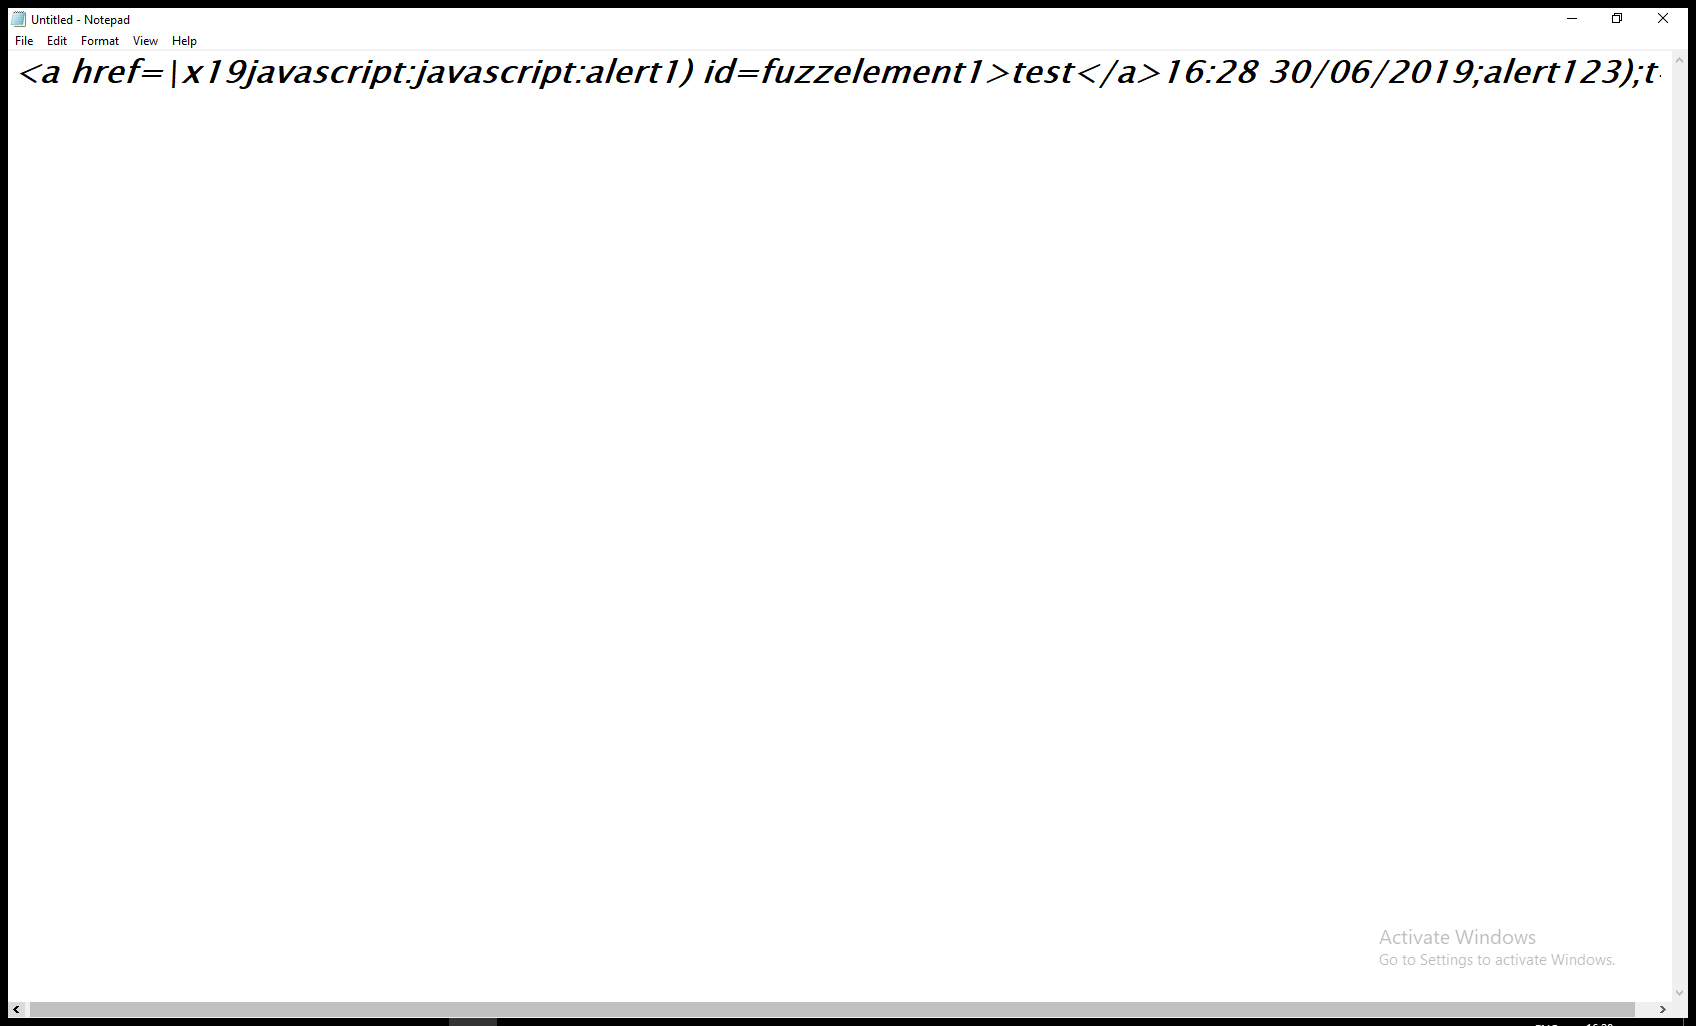 Untitled - Notepad
File Edit Format View Help
<a href=|x19javascript:javascript:alert1) id=fuzzelement1>test</a>16:28 30/06/2019;alert123);t
Activate Windows
Go to Settings to activate Windows.